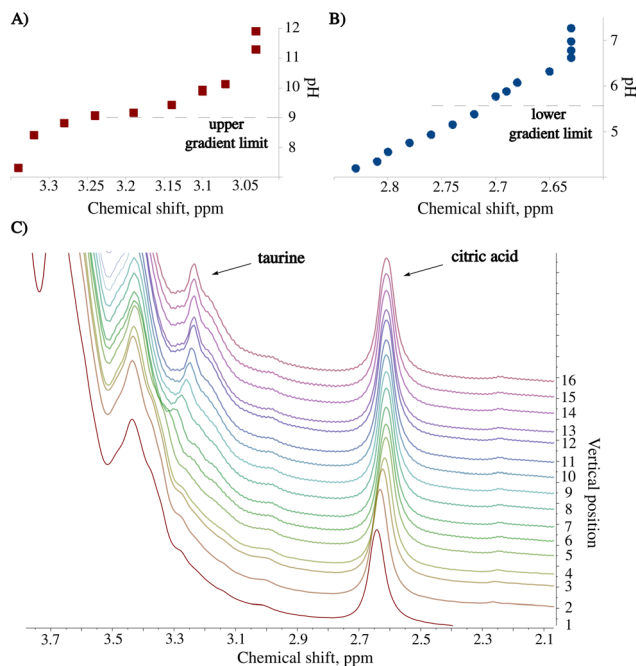 A)
12
11
10
9
8
pH
upper
gradient limit
3.3 3.25 3.2 3.15 3.1 3.05
Chemical shift, ppm
B)
7
6
5
pH
lower
gradient limit
2.8 2.75 2.7 2.65
Chemical shift, ppm
C)
taurine
citric acid
16
15
14
13
12
11
10
9
8
7
6
5
4
3
2
1
Vertical position
3.7 3.5 3.3 3.1 2.9 2.7 2.5 2.3 2.1
Chemical shift, ppm